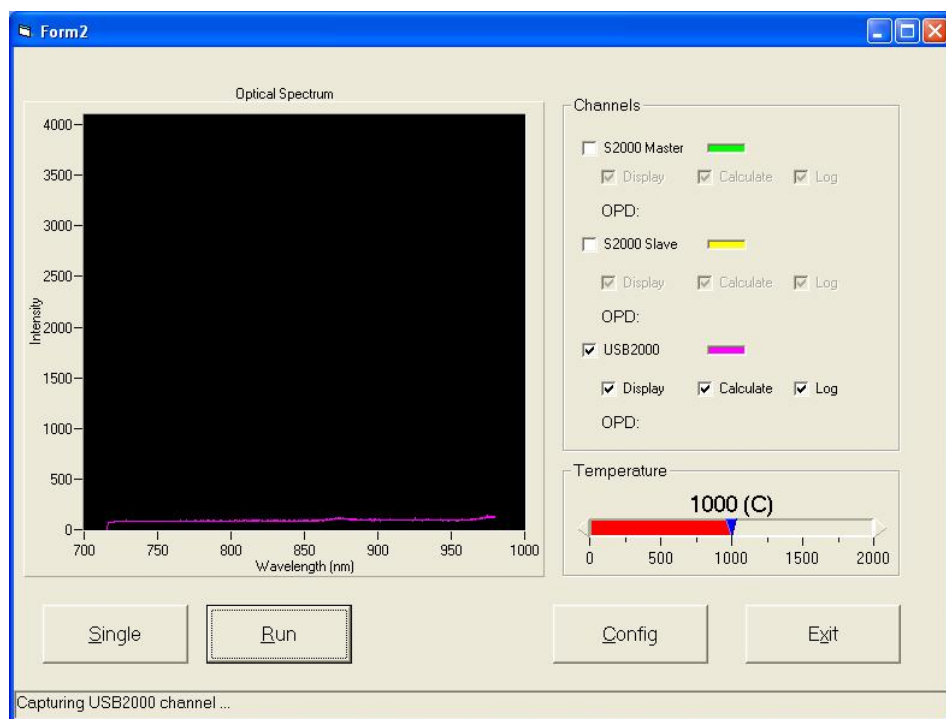 Form2
Optical Spectrum
4000
3500
3000
2500
2000
1500
1000
500
0
Intensity
700 750 800 850 900 950 1000
Wavelength (nm)
Channels
S2000 Master
Display Calculate Log
OPD:
S2000 Slave
Display Calculate Log
OPD:
USB2000
Display Calculate Log
OPD:
Temperature
1000 (C)
0 500 1000 1500 2000
Single Run Config Exit
Capturing USB2000 channel ...